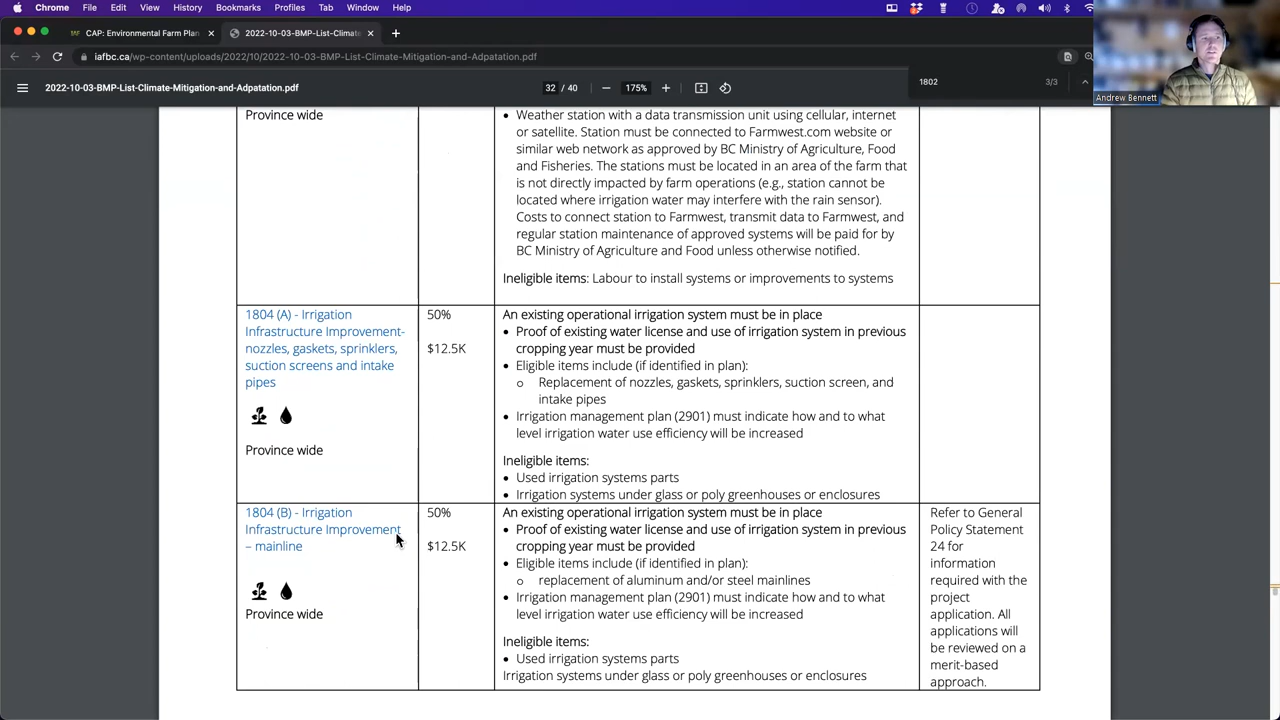 Chrome File Edit View History Bookmarks Profiles Tab Window Help
CAP: Environmental Farm Plan
2022-10-03-BMP-List-Climate-
iafbc.ca/wp-content/uploads/2022/10/2022-10-03-BMP-List-Climate-Mitigation-and-Adpatation.pdf
2022-10-03-BMP-List-Climate-Mitigation-and-Adpatation.pdf
32 / 40
175%
1802
3/3
Andrew Bennett
Province wide
• Weather station with a data transmission unit using cellular, internet
or satellite. Station must be connected to Farmwest.com website or
similar web network as approved by BC Ministry of Agriculture, Food
and Fisheries. The stations must be located in an area of the farm that
is not directly impacted by farm operations (e.g., station cannot be
located where irrigation water may interfere with the rain sensor).
Costs to connect station to Farmwest, transmit data to Farmwest, and
regular station maintenance of approved systems will be paid for by
BC Ministry of Agriculture and Food unless otherwise notified.
Ineligible items: Labour to install systems or improvements to systems
1804 (A) - Irrigation
Infrastructure Improvement-
nozzles, gaskets, sprinklers,
suction screens and intake
pipes
Province wide
50%
$12.5K
An existing operational irrigation system must be in place
• Proof of existing water license and use of irrigation system in previous
cropping year must be provided
• Eligible items include (if identified in plan):
o Replacement of nozzles, gaskets, sprinklers, suction screen, and
intake pipes
• Irrigation management plan (2901) must indicate how and to what
level irrigation water use efficiency will be increased
Ineligible items:
• Used irrigation systems parts
• Irrigation systems under glass or poly greenhouses or enclosures
1804 (B) - Irrigation
Infrastructure Improvement
– mainline
Province wide
50%
$12.5K
An existing operational irrigation system must be in place
• Proof of existing water license and use of irrigation system in previous
cropping year must be provided
• Eligible items include (if identified in plan):
o replacement of aluminum and/or steel mainlines
• Irrigation management plan (2901) must indicate how and to what
level irrigation water use efficiency will be increased
Ineligible items:
• Used irrigation systems parts
Irrigation systems under glass or poly greenhouses or enclosures
Refer to General
Policy Statement
24 for
information
required with the
project
application. All
applications will
be reviewed on a
merit-based
approach.